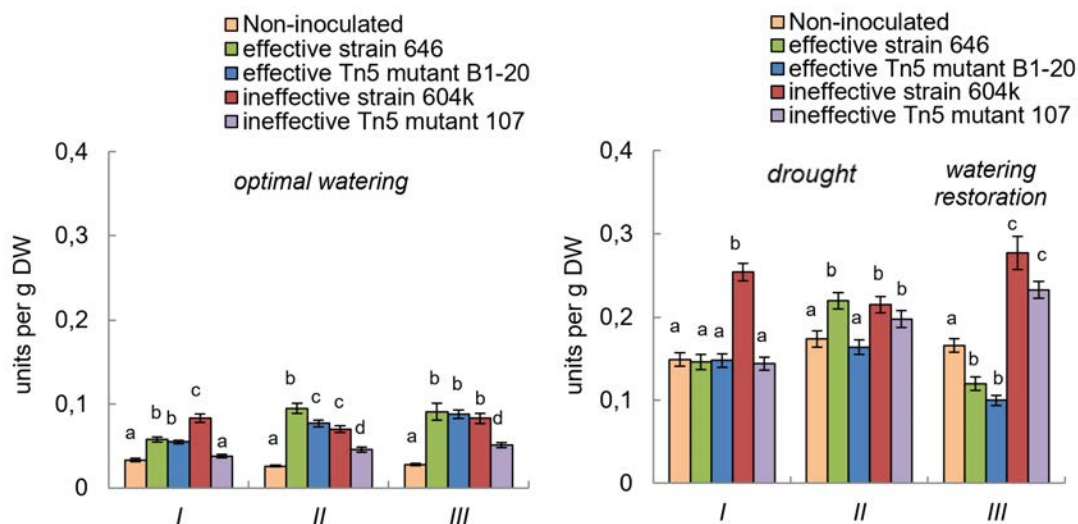 Non-inoculated
effective strain 646
effective Tn5 mutant B1-20
ineffective strain 604k
ineffective Tn5 mutant 107
optimal watering
units per g DW
0,4
0,3
0,2
0,1
0
a b b c a
a b c c d
a b b b d
I II III
Non-inoculated
effective strain 646
effective Tn5 mutant B1-20
ineffective strain 604k
ineffective Tn5 mutant 107
drought
watering
restoration
units per g DW
0,4
0,3
0,2
0,1
0
a a a b a
a b a b b
a b b c c
I II III